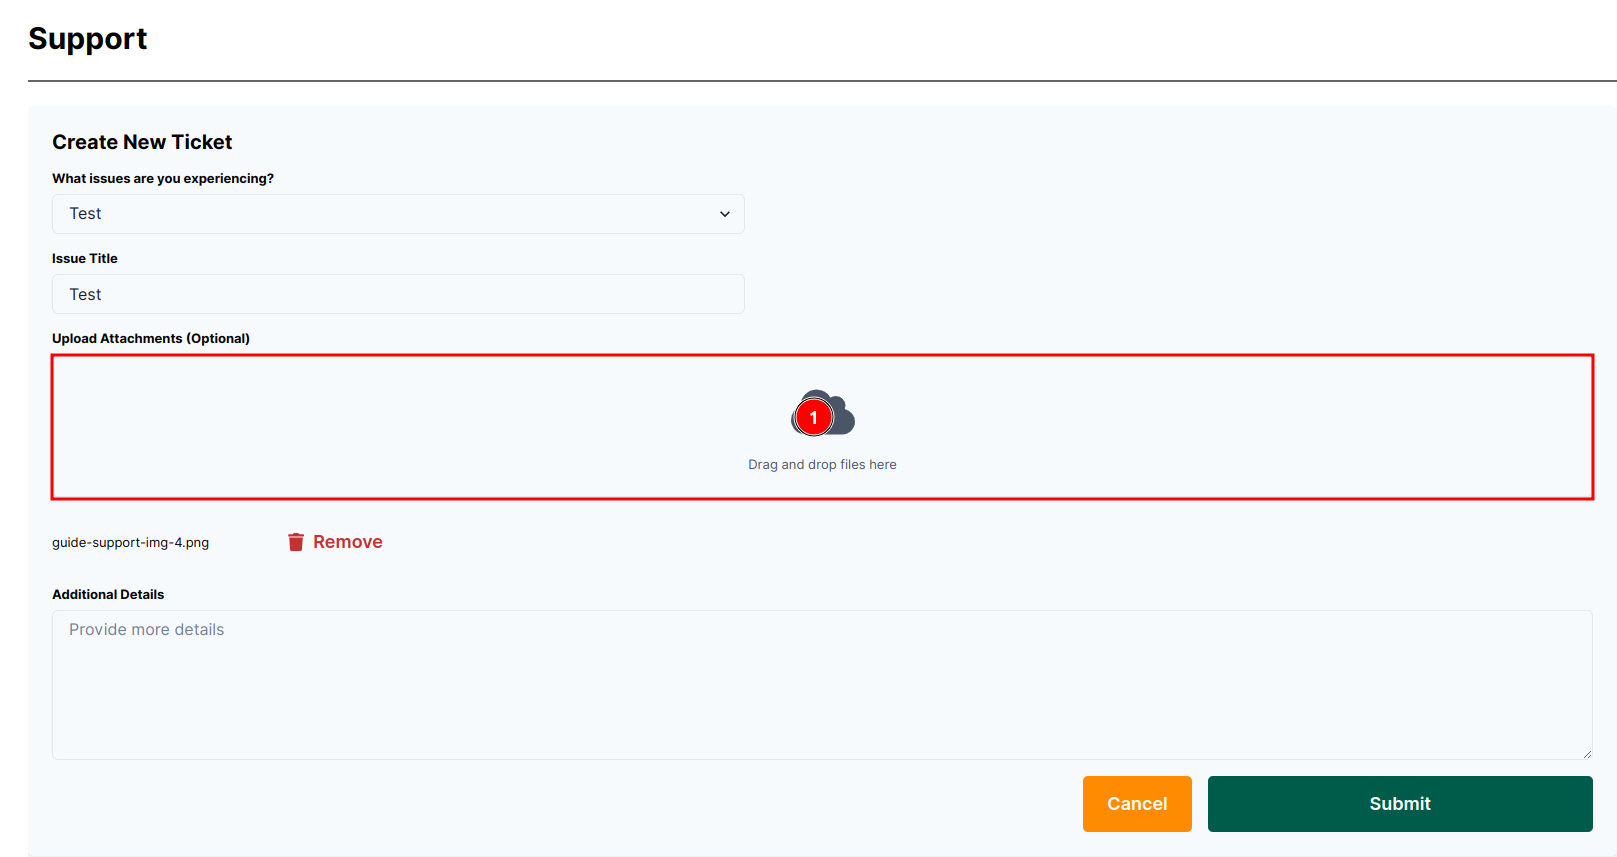 Support
Create New Ticket
What issues are you experiencing?
Test
Issue Title
Test
Upload Attachments (Optional)
1
Drag and drop files here
guide-support-img-4.png
Remove
Additional Details
Provide more details
Cancel
Submit